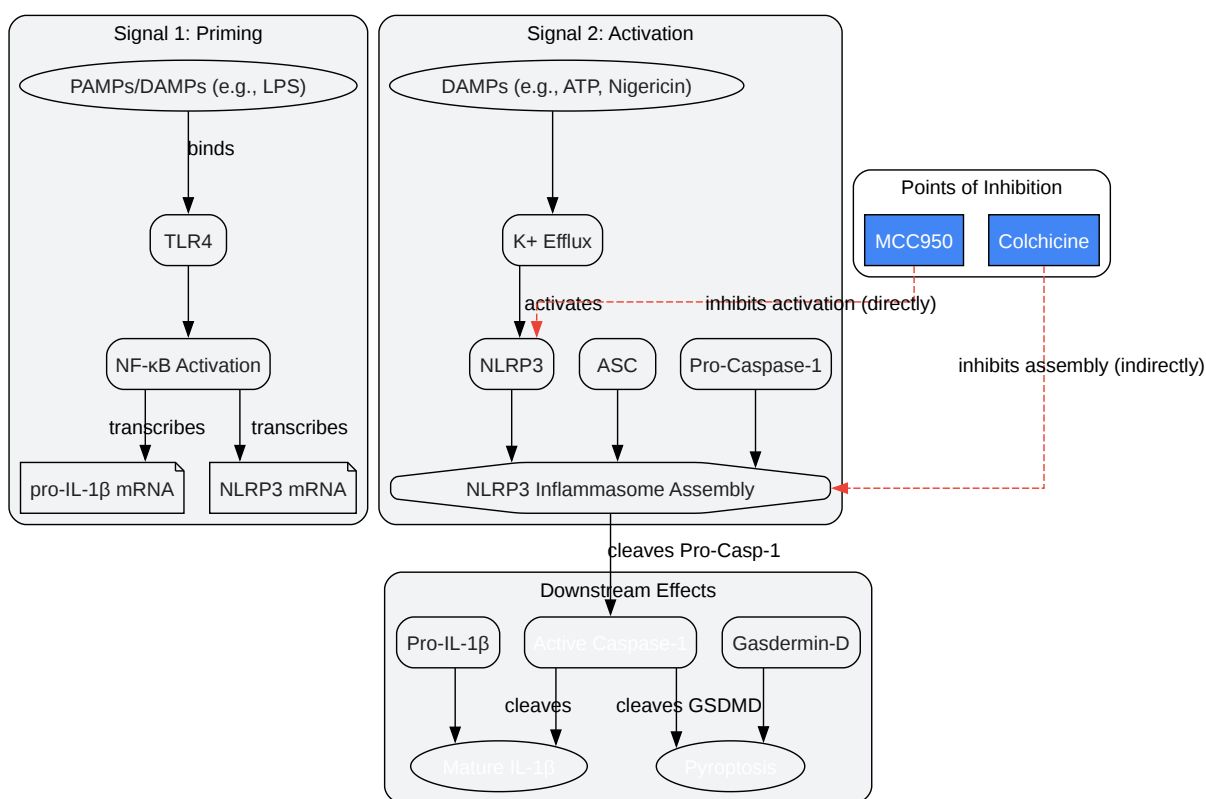 Signal 1: Priming
PAMPs/DAMPs (e.g., LPS)
binds
TLR4
NF-κB Activation
transcribes
transcribes
pro-IL-1β mRNA
NLRP3 mRNA
Signal 2: Activation
DAMPs (e.g., ATP, Nigericin)
K+ Efflux
activates
NLRP3
ASC
Pro-Caspase-1
NLRP3 Inflammasome Assembly
Points of Inhibition
MCC950
Colchicine
inhibits activation (directly)
inhibits assembly (indirectly)
cleaves Pro-Casp-1
Downstream Effects
Pro-IL-1β
Active Caspase-1
Gasdermin-D
cleaves
cleaves GSDMD
Mature IL-1β
Pyroptosis